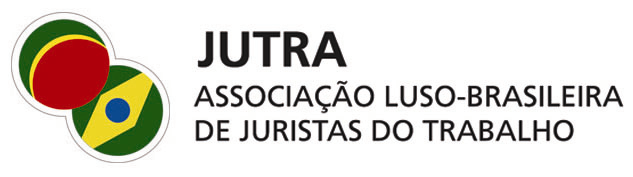 JUTRA
ASSOCIAÇÃO LUSO-BRASILEIRA
DE JURISTAS DO TRABALHO